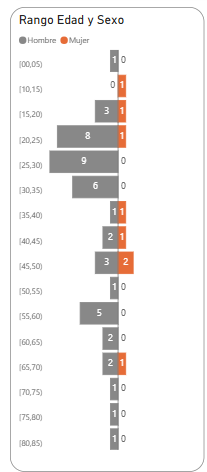 Rango Edad y Sexo
Hombre Mujer
[00,05) 1 0
[10,15) 0 1
[15,20) 3 1
[20,25) 8 1
[25,30) 9 0
[30,35) 6 0
[35,40) 1 1
[40,45) 2 1
[45,50) 3 2
[50,55) 1 0
[55,60) 5 0
[60,65) 2 0
[65,70) 2 1
[70,75) 1 0
[75,80) 1 0
[80,85) 1 0